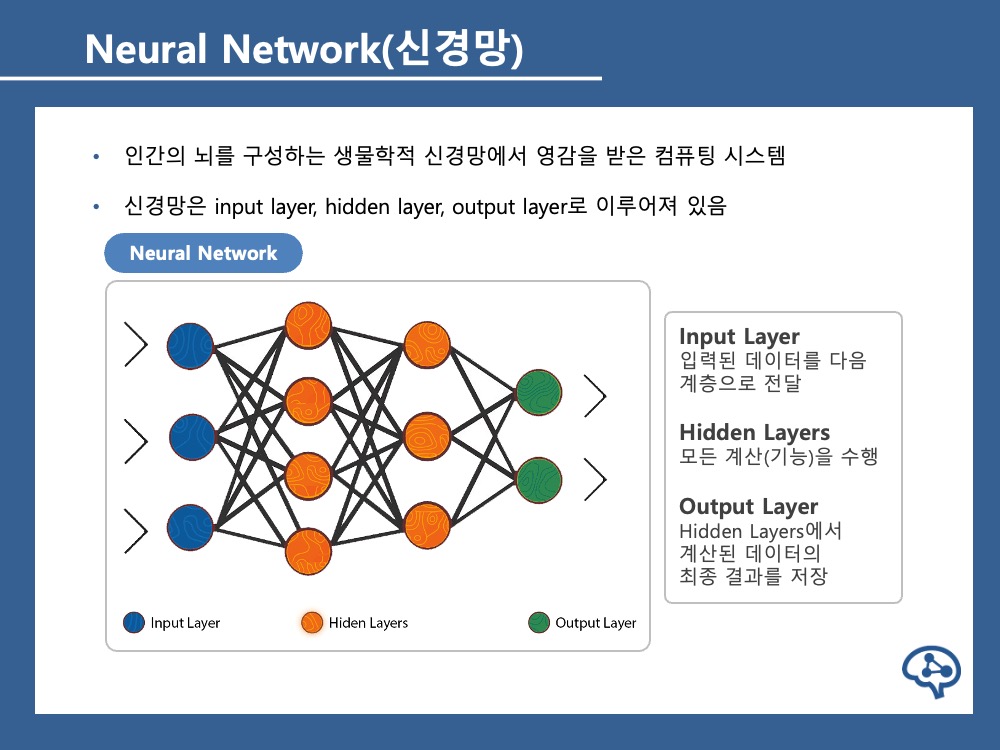 Neural Network(신경망)
• 인간의 뇌를 구성하는 생물학적 신경망에서 영감을 받은 컴퓨팅 시스템
• 신경망은 input layer, hidden layer, output layer로 이루어져 있음
Neural Network
Input Layer
Hiden Layers
Output Layer
Input Layer
입력된 데이터를 다음
계층으로 전달
Hidden Layers
모든 계산(기능)을 수행
Output Layer
Hidden Layers에서
계산된 데이터의
최종 결과를 저장